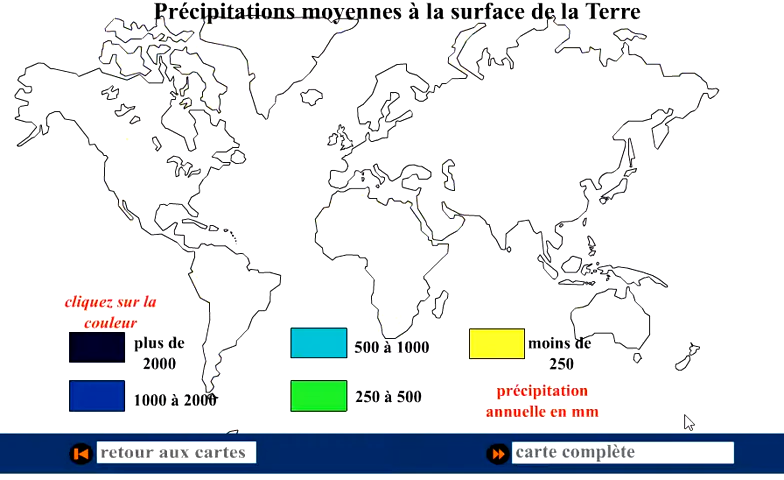 Précipitations moyennes à la surface de la Terre
cliquez sur la
couleur
plus de
2000
1000 à 2000
500 à 1000
250 à 500
moins de
250
précipitation
annuelle en mm
retour aux cartes
carte complète